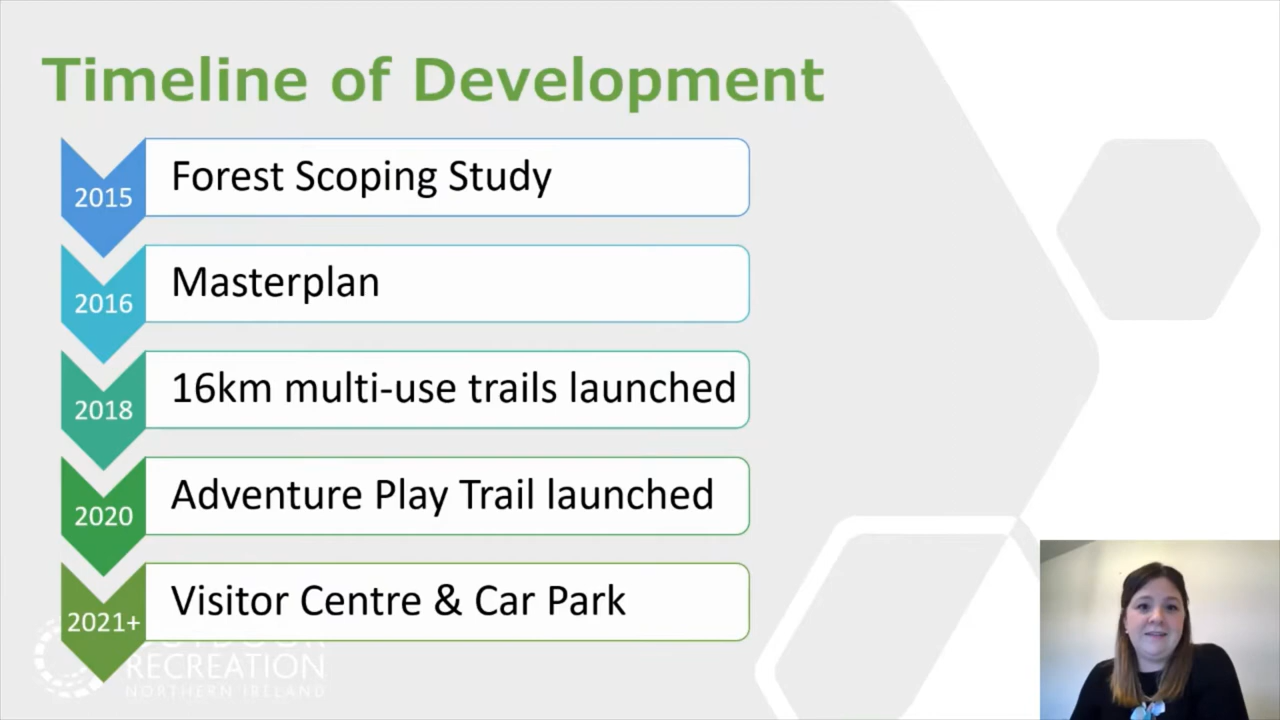 Timeline of Development
2015 Forest Scoping Study
2016 Masterplan
2018 16km multi-use trails launched
2020 Adventure Play Trail launched
2021+ Visitor Centre & Car Park
OUTDOOR
RECREATION
NORTHERN IRELAND